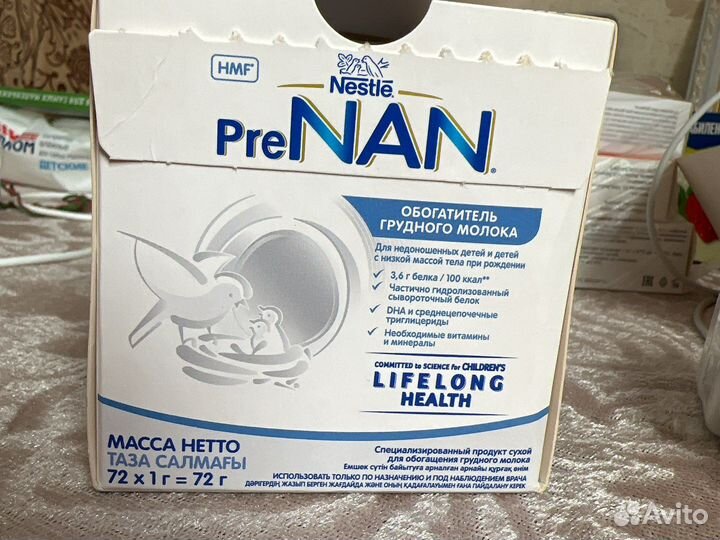 HMF
Nestlē
PreNAN
ОБОГАТИТЕЛЬ
ГРУДНОГО МОЛОКА
Для недоношенных детей и детей
с низкой массой тела при рождении
3,6 г белка / 100 ккал**
Частично гидролизованный
сывороточный белок
DHA и среднецепочечные
триглицериды
Необходимые витамины
и минералы
COMMITTED to SCIENCE for CHILDREN'S
LIFELONG
HEALTH
МАССА НЕТТО
ТАЗА САЛМАҒЫ
72 x 1 г = 72 г
Специализированный продукт сухой
для обогащения грудного молока
Емшек сүтін байытуға арналған арнайы құрғақ өнім
ИСПОЛЬЗОВАТЬ ТОЛЬКО ПО НАЗНАЧЕНИЮ И ПОД НАБЛЮДЕНИЕМ ВРАЧА
ДӘРІГЕРДІҢ ЖАЗЫП БЕРГЕН ЖАҒДАЙДА ЖӘНЕ ОНЫҢ ҚАДАҒАЛАУЫМЕН ҒАНА ПАЙДАЛАНУ КЕРЕК
ДЕТСКИЕ
EAC
Avito